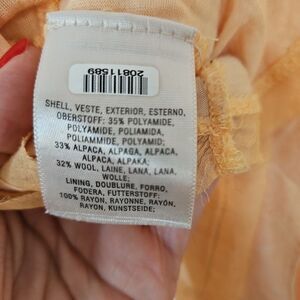 20811589
SHELL, VESTE, EXTERIOR, ESTERNO,
OBERSTOFF: 35% POLYAMIDE,
POLYAMIDE, POLIAMIDA,
POLIAMMIDE, POLYAMID;
33% ALPACA, ALPAGA, ALPACA,
ALPACA, ALPAKA;
32% WOOL, LAINE, LANA, LANA,
WOLLE;
LINING, DOUBLURE, FORRO,
FODERA, FUTTERSTOFF:
100% RAYON, RAYONNE, RAYÓN,
RAYON, KUNSTSEIDE;